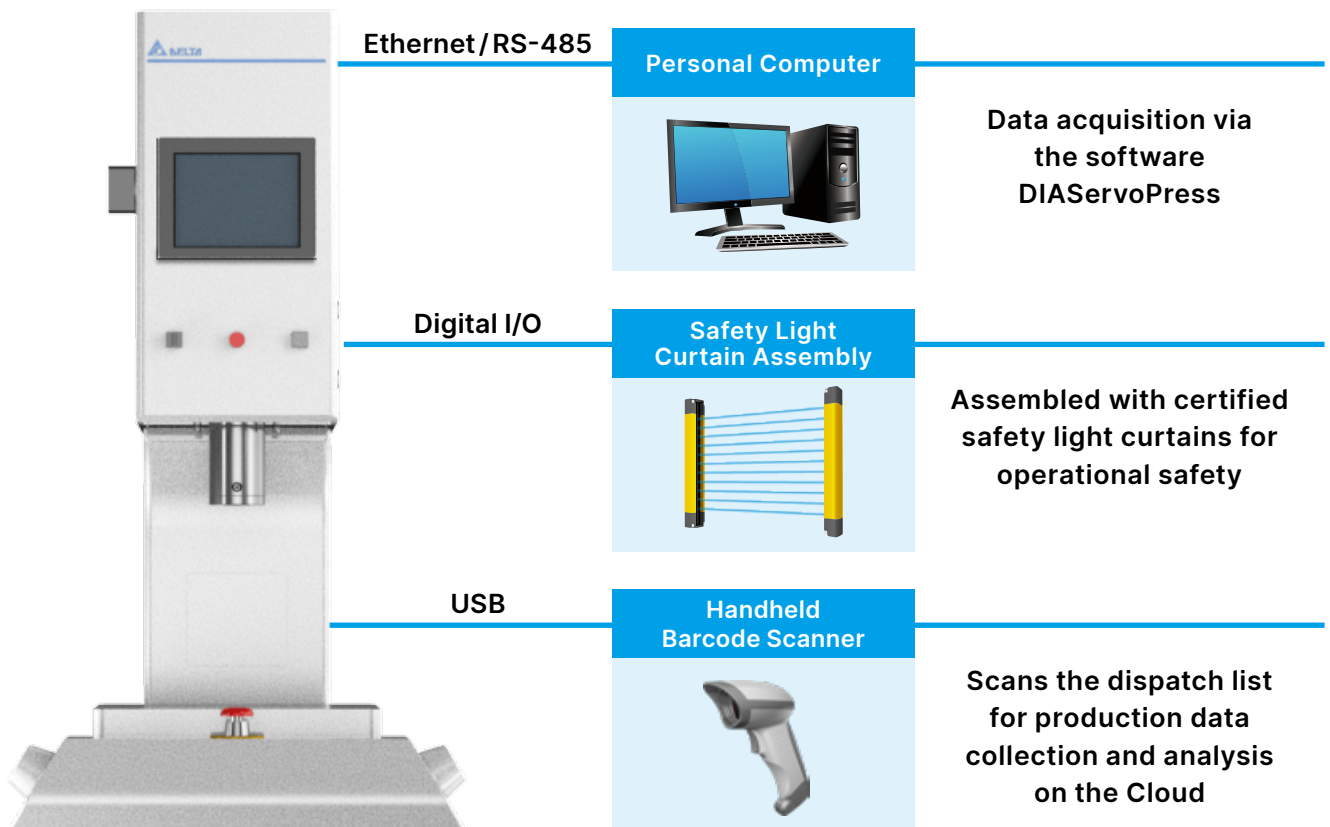 DELTA
Ethernet/RS-485
Personal Computer
Data acquisition via
the software
DIAServoPress
Digital I/O
Safety Light
Curtain Assembly
Assembled with certified
safety light curtains for
operational safety
USB
Handheld
Barcode Scanner
Scans the dispatch list
for production data
collection and analysis
on the Cloud